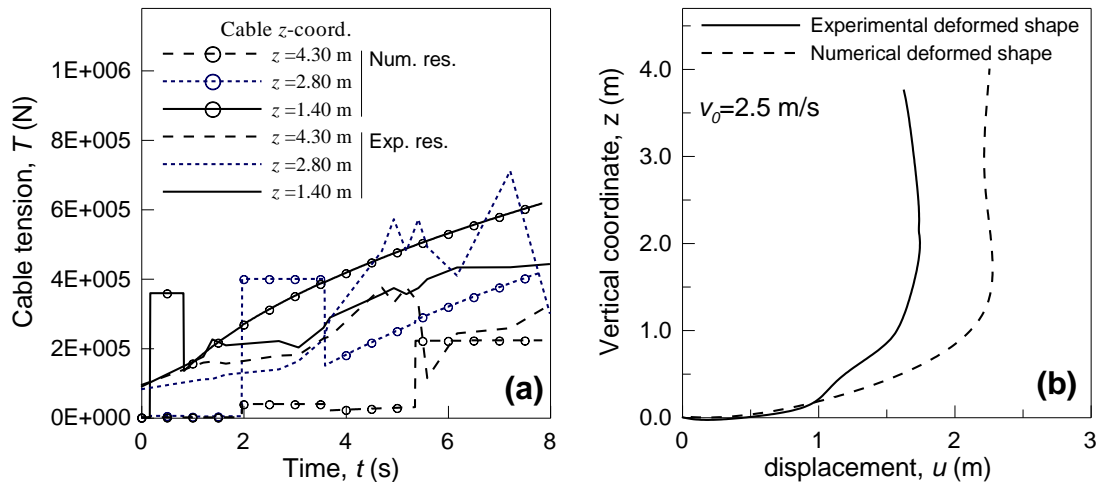 Cable z-coord.
z =4.30 m
z =2.80 m
z =1.40 m
Num. res.
z =4.30 m
z =2.80 m
z =1.40 m
Exp. res.
1E+006
8E+005
6E+005
4E+005
2E+005
0E+000
Cable tension, T (N)
0 2 4 6 8
Time, t (s)
(a)
Experimental deformed shape
Numerical deformed shape
v0=2.5 m/s
4.0
3.0
2.0
1.0
0.0
Vertical coordinate, z (m)
0 1 2 3
displacement, u (m)
(b)